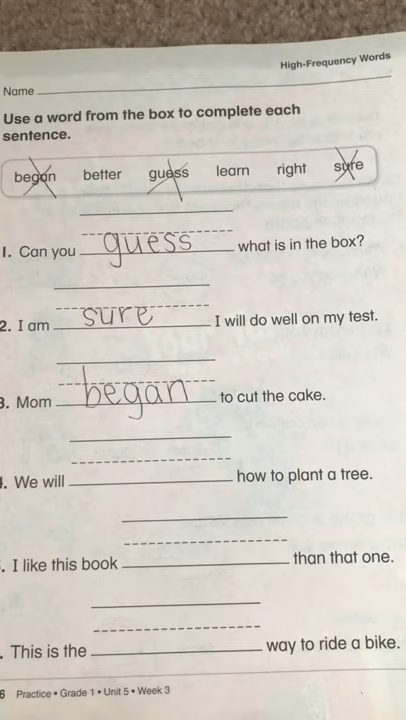 High-Frequency Words
Name
Use a word from the box to complete each
sentence.
began better guess learn right sure
1. Can you guess what is in the box?
2. I am sure I will do well on my test.
3. Mom began to cut the cake.
. We will how to plant a tree.
. I like this book than that one.
. This is the way to ride a bike.
6 Practice • Grade 1 • Unit 5 • Week 3